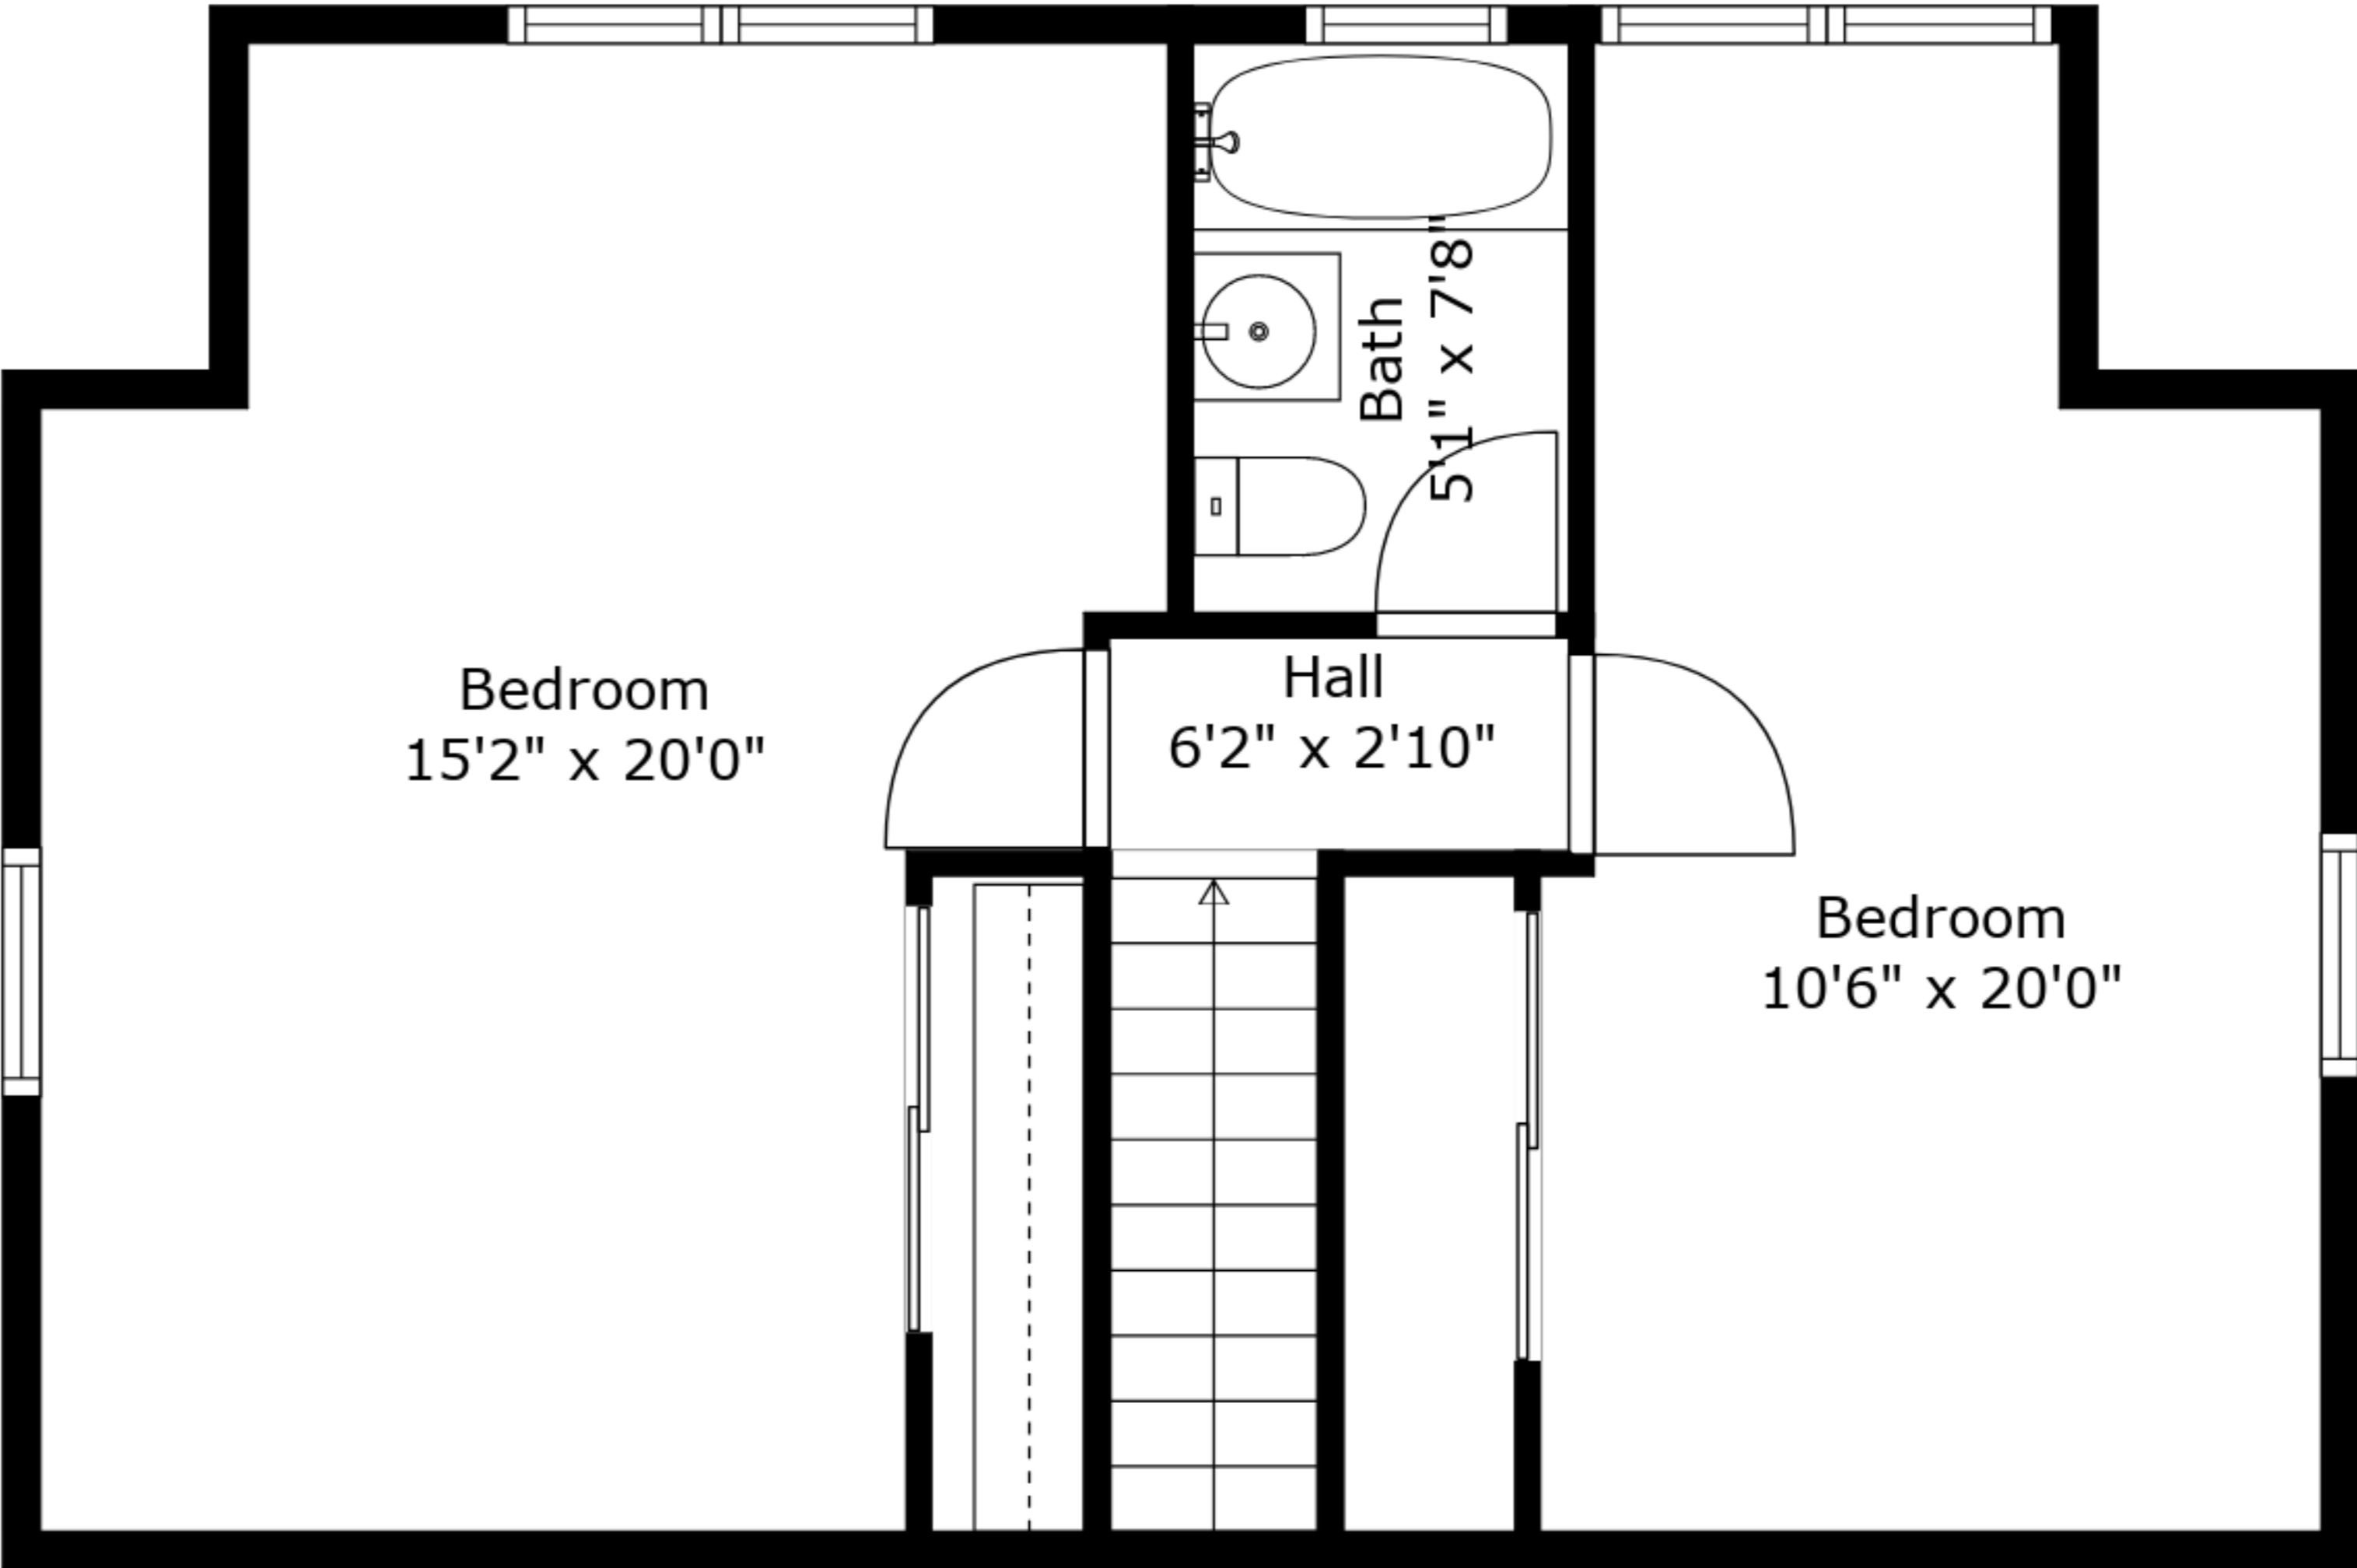 Bath
5'1" x 7'8"
Bedroom
15'2" x 20'0"
Hall
6'2" x 2'10"
Bedroom
10'6" x 20'0"